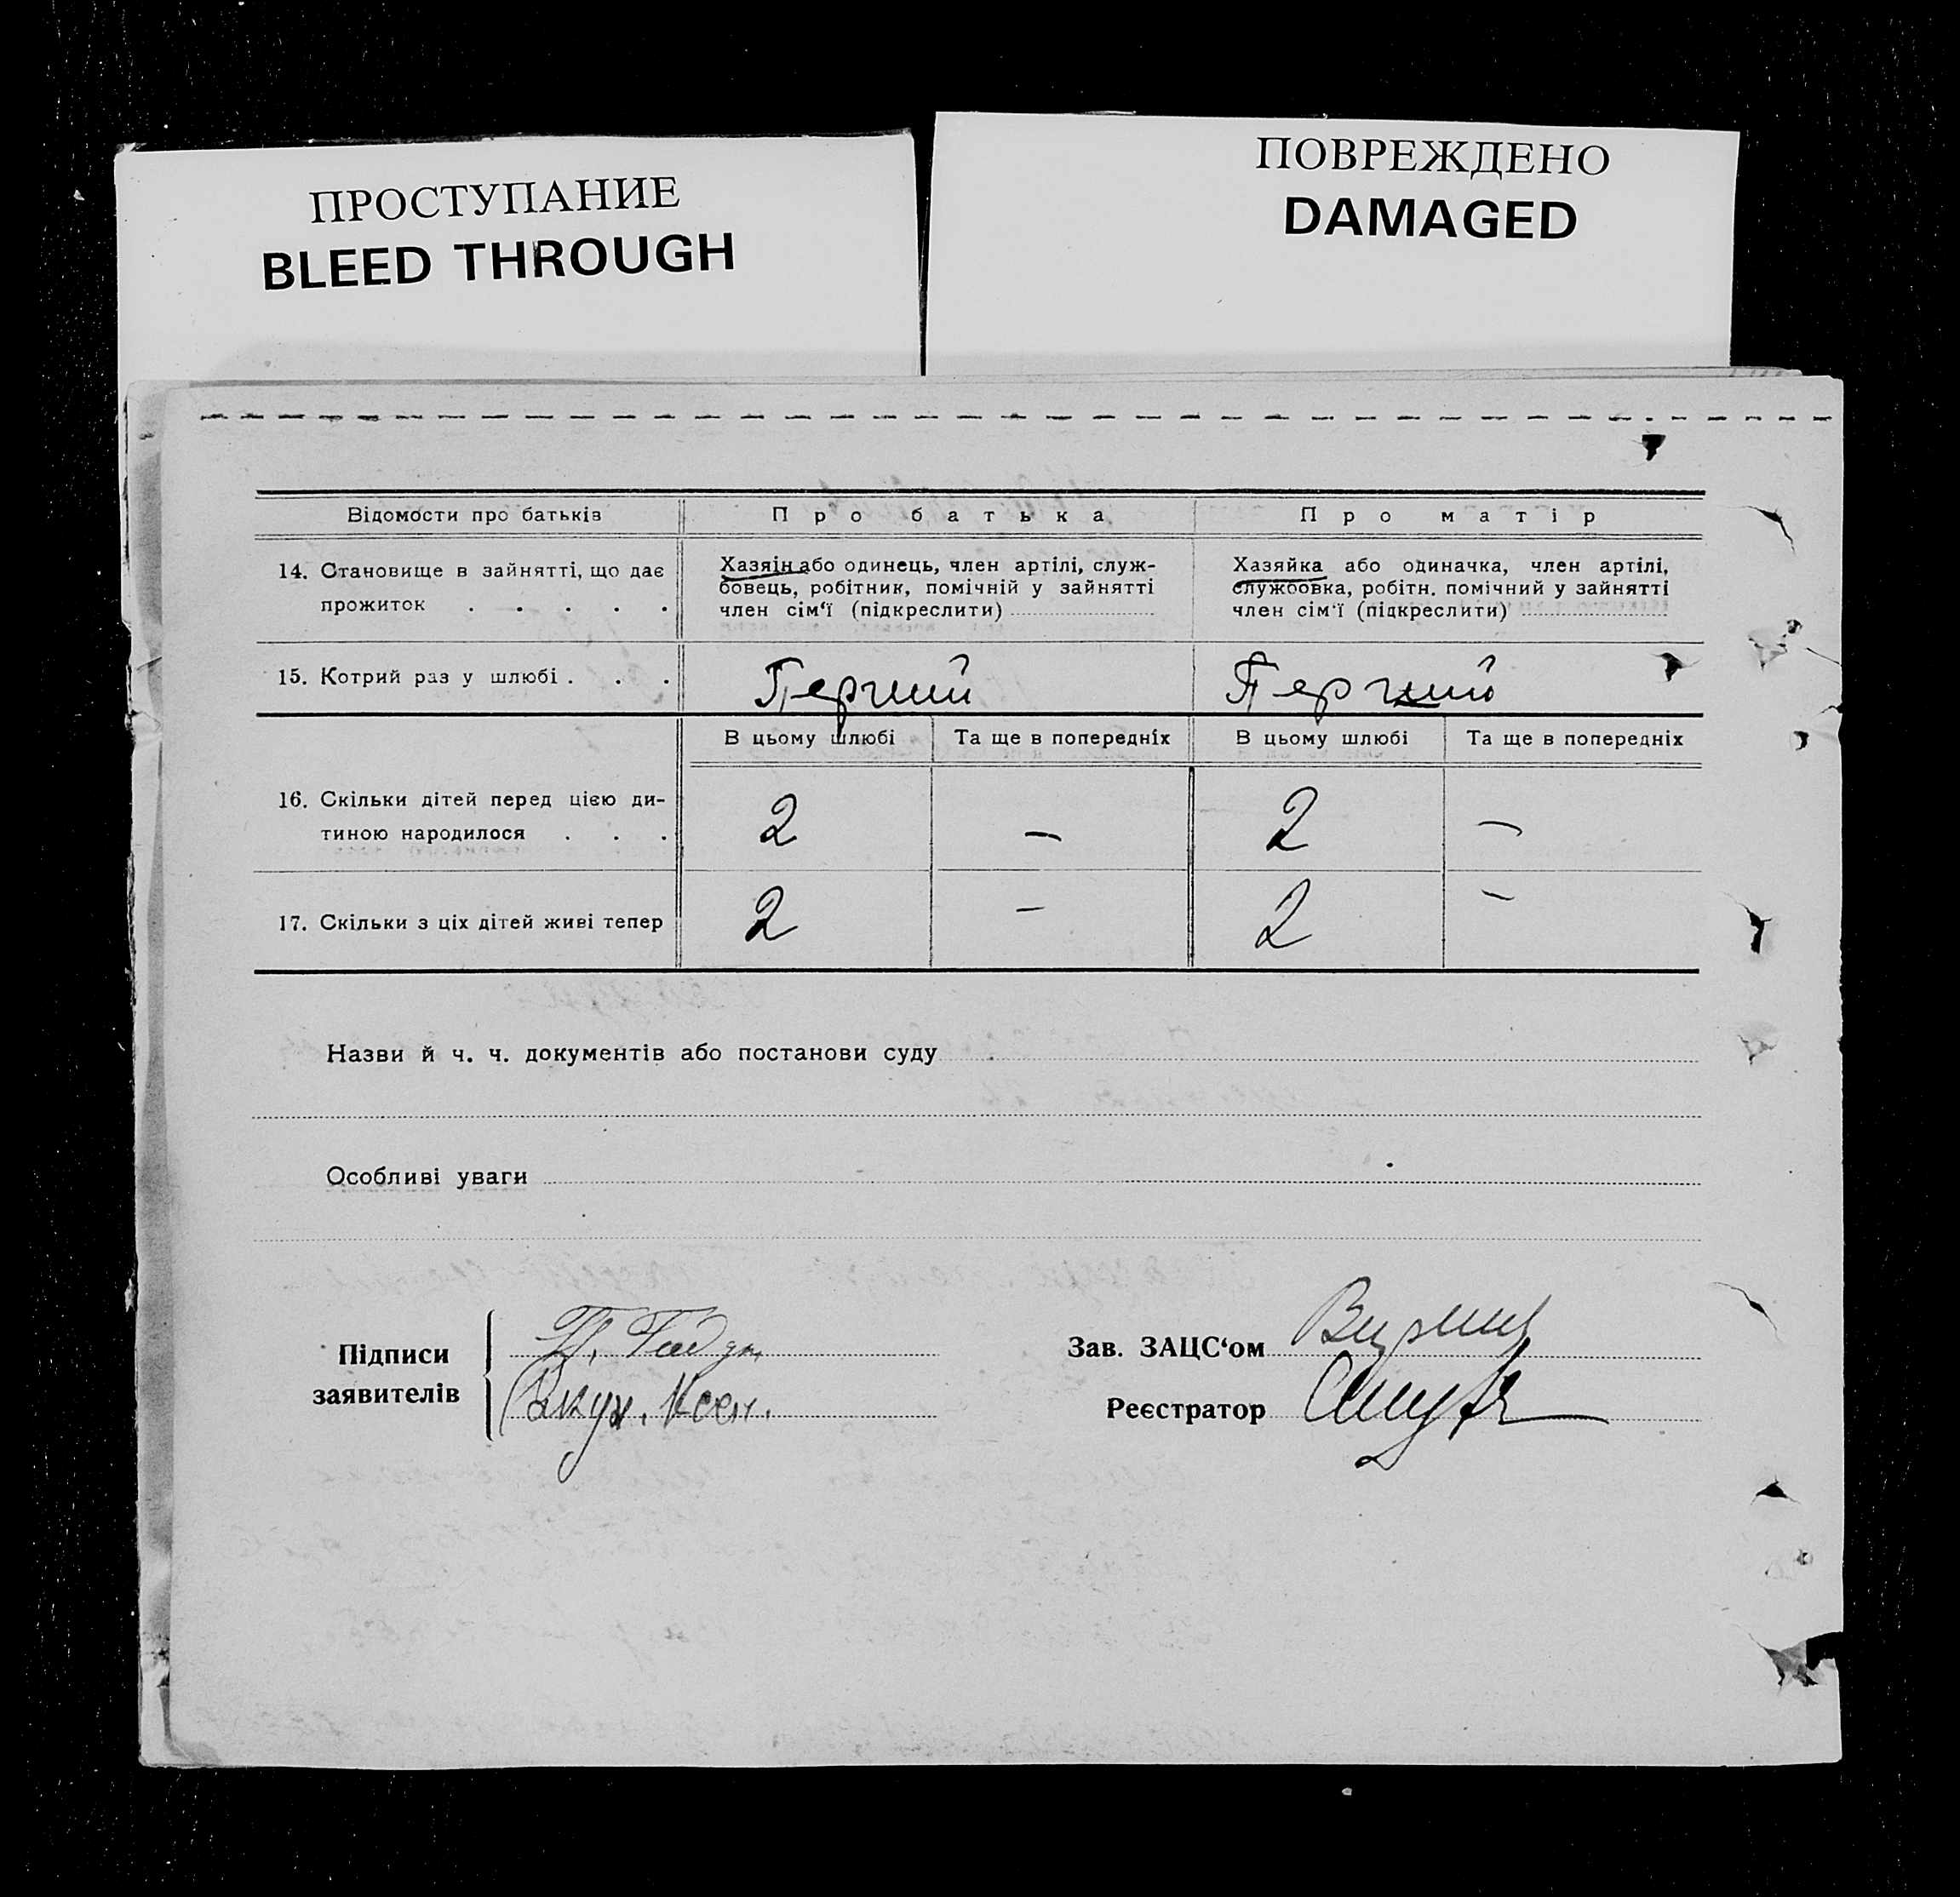 ПРОСТУПАНИЕ
BLEED THROUGH
ПОВРЕЖДЕНО
DAMAGED
Відомости про батьків
Про батька
Про матір
14. Становище в зайнятті, що дає
прожиток . . . . .
Хазяін або одинець, член артілі, служ-
бовець, робітник, помічній у зайнятті
член сім‘ї (підкреслити)
Хазяйка або одиначка, член артілі,
службовка, робітн. помічний у зайнятті
член сім‘ї (підкреслити)
15. Котрий раз у шлюбі . . .
Перший
Перший
В цьому шлюбі
Та ще в попередніх
В цьому шлюбі
Та ще в попередніх
16. Скільки дітей перед цією ди-
тиною народилося . . .
2
—
2
—
17. Скільки з ціх дітей живі тепер
2
—
2
—
Назви й ч. ч. документів або постанови суду
Особливі уваги
Підписи
заявителів
Зав. ЗАЦС‘ом
Реєстратор